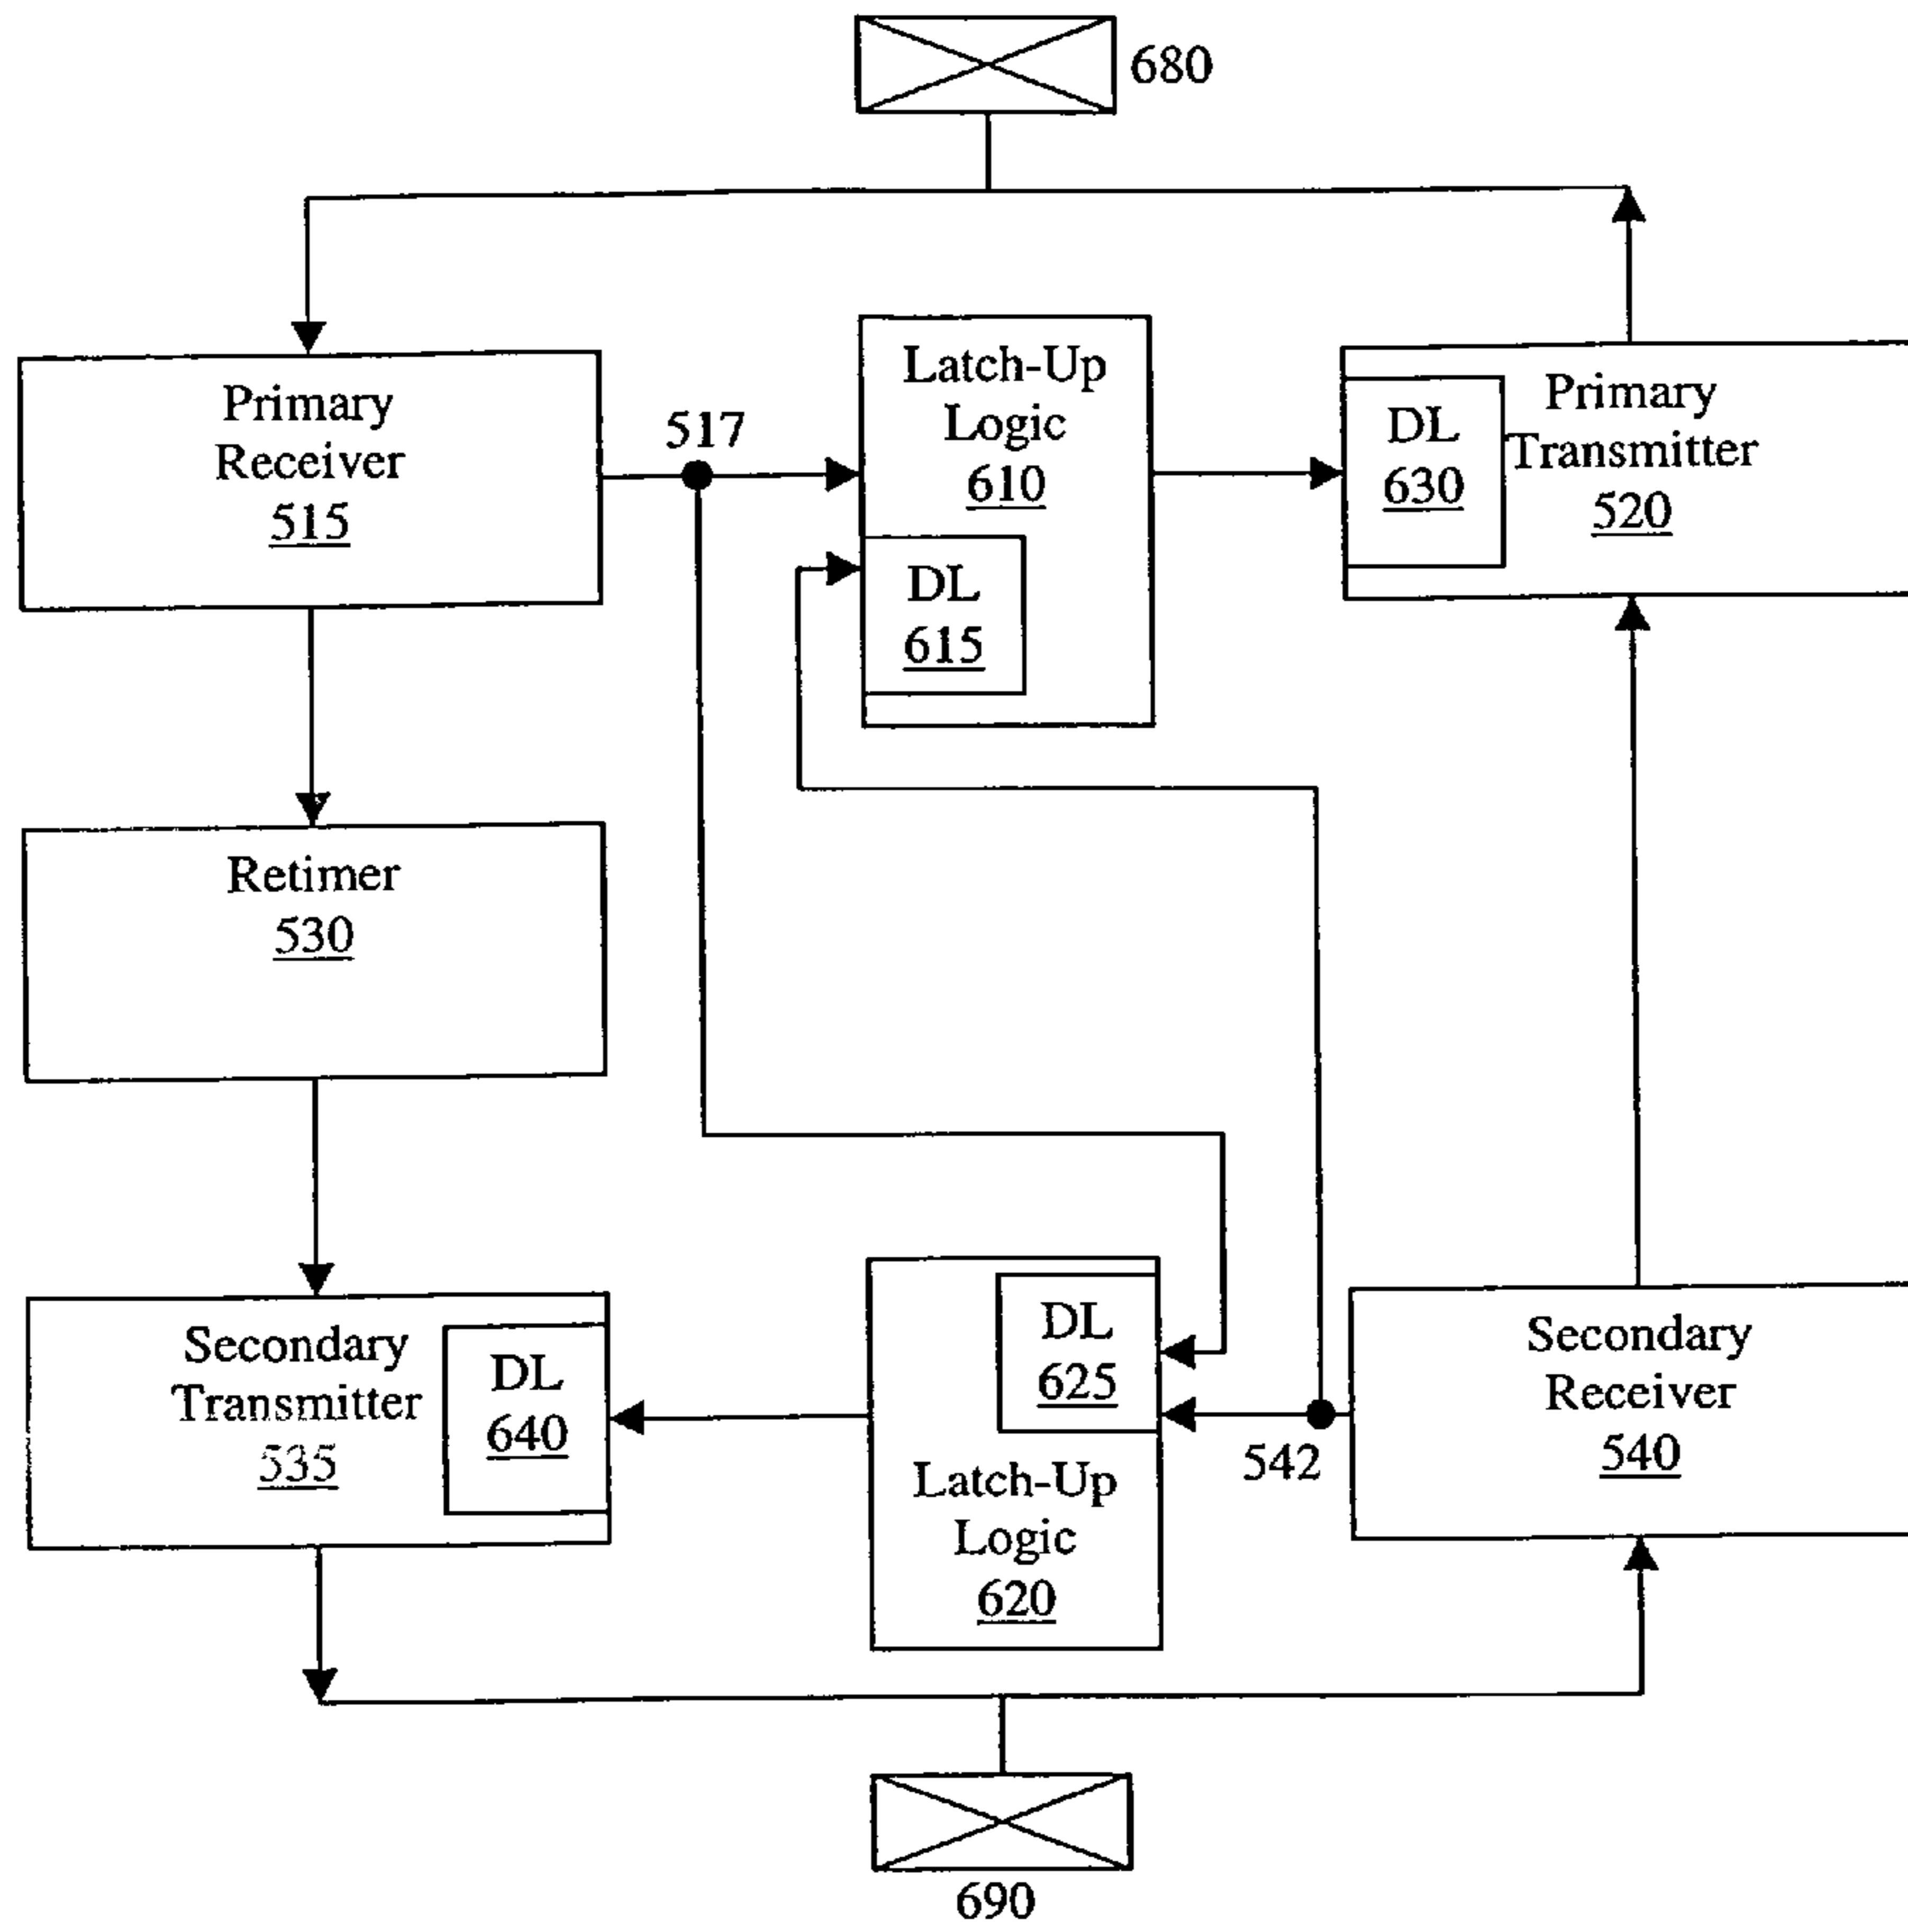 680
Primary
Receiver
515
517
Latch-Up
Logic
610
DL
615
DL
630
Primary
Transmitter
520
Retimer
530
Secondary
Transmitter
535
DL
640
DL
625
Latch-Up
Logic
620
542
Secondary
Receiver
540
690